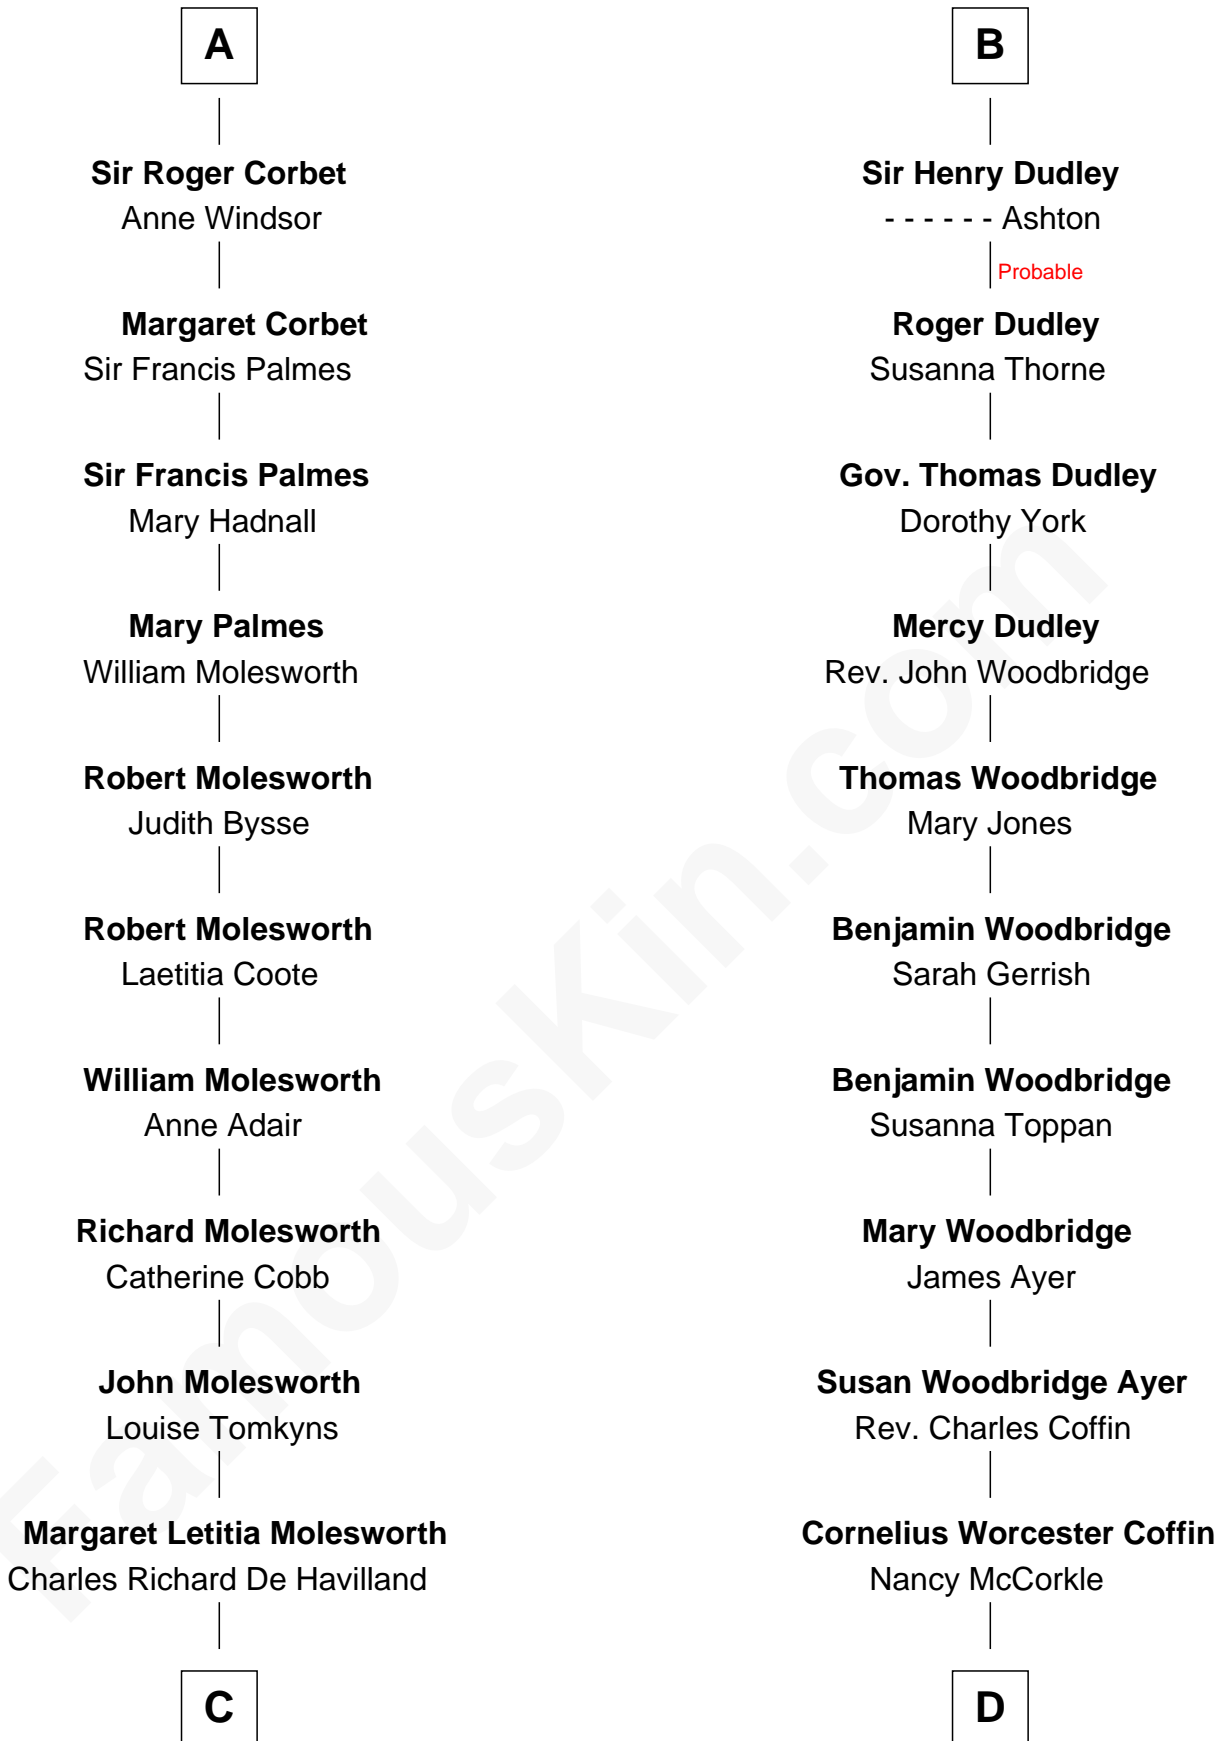 A
Sir Roger Corbet
Anne Windsor
Margaret Corbet
Sir Francis Palmes
Sir Francis Palmes
Mary Hadnall
Mary Palmes
William Molesworth
Robert Molesworth
Judith Bysse
Robert Molesworth
Laetitia Coote
William Molesworth
Anne Adair
Richard Molesworth
Catherine Cobb
John Molesworth
Louise Tomkyns
Margaret Letitia Molesworth
Charles Richard De Havilland
C
B
Sir Henry Dudley
- - - - - - Ashton
Probable
Roger Dudley
Susanna Thorne
Gov. Thomas Dudley
Dorothy York
Mercy Dudley
Rev. John Woodbridge
Thomas Woodbridge
Mary Jones
Benjamin Woodbridge
Sarah Gerrish
Benjamin Woodbridge
Susanna Toppan
Mary Woodbridge
James Ayer
Susan Woodbridge Ayer
Rev. Charles Coffin
Cornelius Worcester Coffin
Nancy McCorkle
D
FamousKin.com